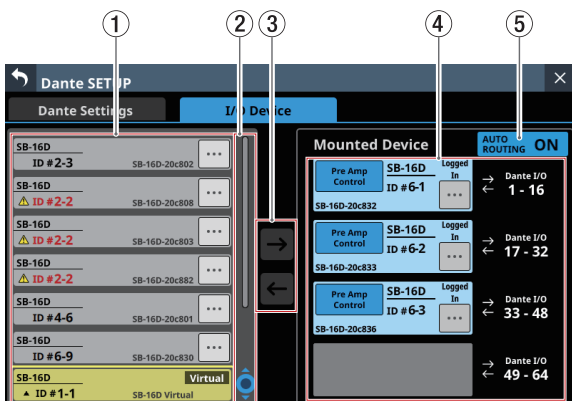 1 2 3 4 5
Dante SETUP
Dante Settings
I/O Device
SB-16D
ID #2-3
SB-16D-20c802
SB-16D
ID #2-2
SB-16D-20c808
SB-16D
ID #2-2
SB-16D-20c803
SB-16D
ID #2-2
SB-16D-20c882
SB-16D
ID #4-6
SB-16D-20c801
SB-16D
ID #6-9
SB-16D-20c830
SB-16D
Virtual
ID #1-1
SB-16D Virtual
Mounted Device
AUTO
ROUTING
ON
Pre Amp
Control
SB-16D
ID #6-1
Logged
In
SB-16D-20c832
Dante I/O
1 - 16
Pre Amp
Control
SB-16D
ID #6-2
Logged
In
SB-16D-20c833
Dante I/O
17 - 32
Pre Amp
Control
SB-16D
ID #6-3
Logged
In
SB-16D-20c836
Dante I/O
33 - 48
Dante I/O
49 - 64